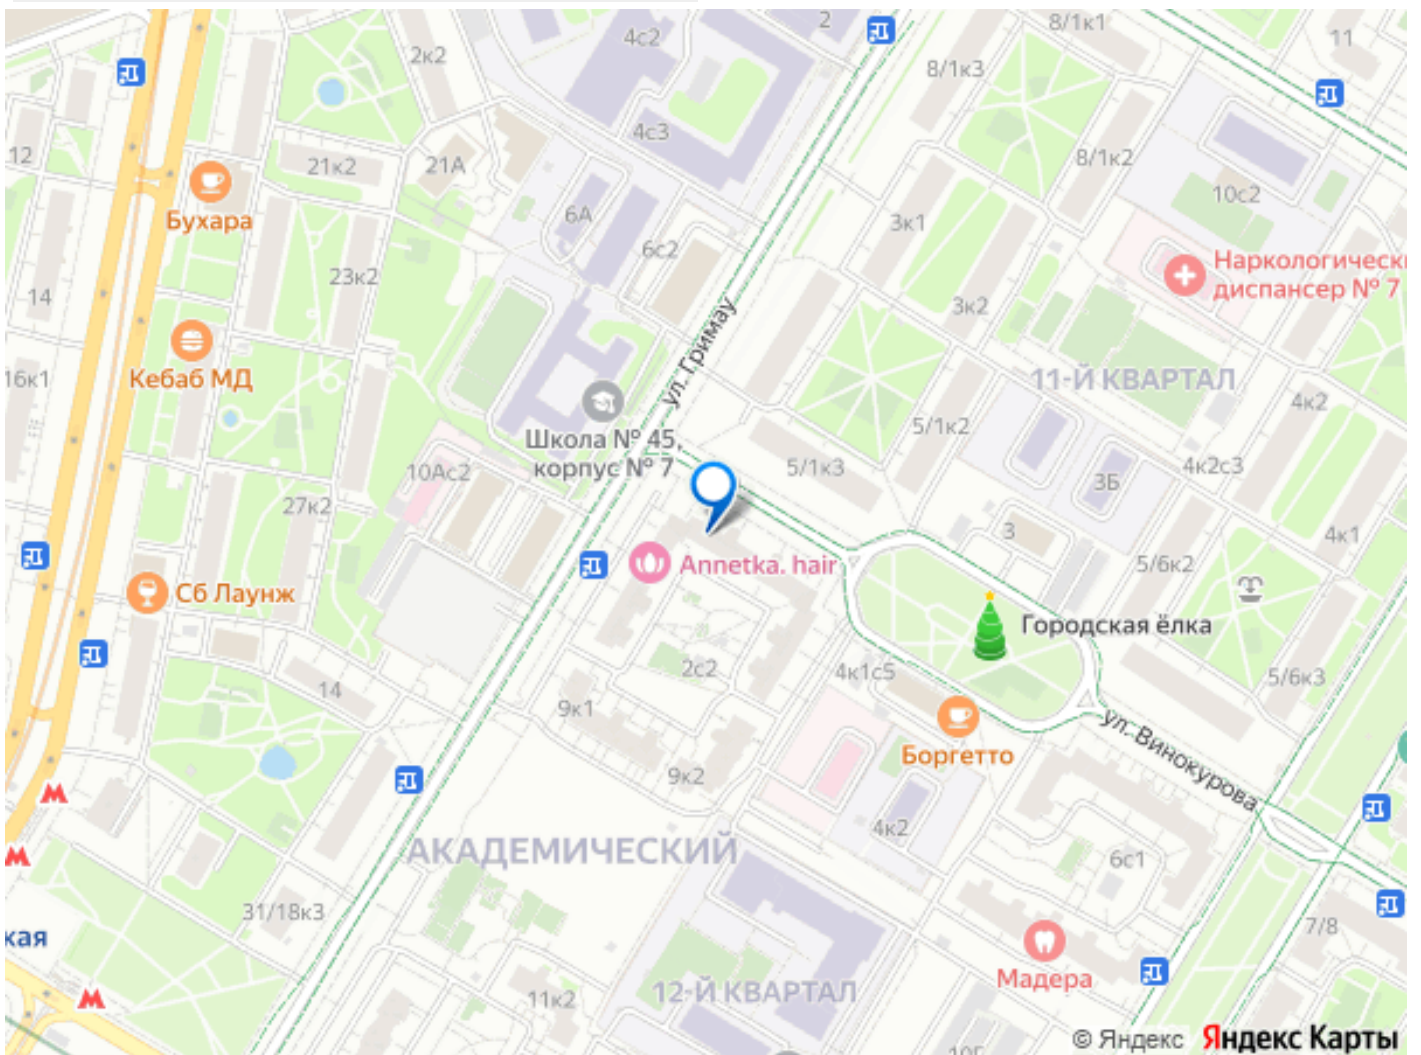 2
8/1к1
11
4с2
2к2
8/1к3
4с3
12
21к2
21А
8/1к2
10с2
6А
Бухара
3к1
6с2
Наркологическ
диспансер № 7
23к2
14
3к2
ул. Гримау
16к1
Кебаб МД
11-Й КВАРТАЛ
4к2
Школа № 45,
корпус № 7
5/1к2
5/1к3
4к2с3
10Ас2
3Б
27к2
3
4к1
Annetka. hair
5/6к2
Сб Лаунж
Городская ёлка
2с2
4к1с5
5/6к3
14
9к1
ул. Винокурова
Боргетто
9к2
4к2
АКАДЕМИЧЕСКИЙ
6с1
31/18к3
7/8
кая
Мадера
11к2
12-Й КВАРТАЛ
© Яндекс Яндекс Карты